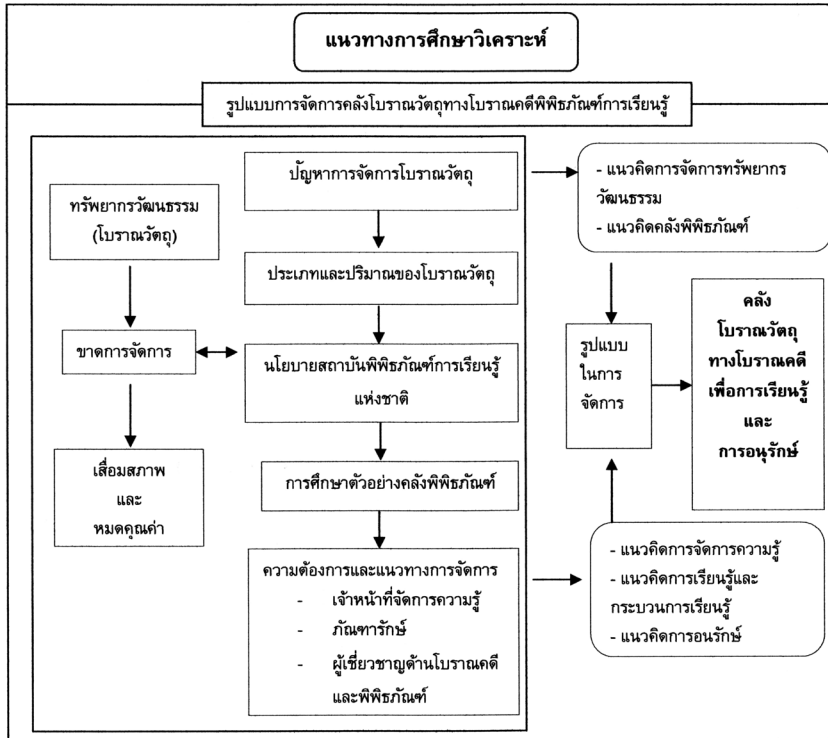 แนวทางการศึกษาวิเคราะห์
รูปแบบการจัดการคลังโบราณวัตถุทางโบราณคดีพิพิธภัณฑ์การเรียนรู้
ทรัพยากรวัฒนธรรม
(โบราณวัตถุ)
ขาดการจัดการ
เสื่อมสภาพ
และ
หมดคุณค่า
ปัญหาการจัดการโบราณวัตถุ
ประเภทและปริมาณของโบราณวัตถุ
นโยบายสถาบันพิพิธภัณฑ์การเรียนรู้
แห่งชาติ
การศึกษาตัวอย่างคลังพิพิธภัณฑ์
ความต้องการและแนวทางการจัดการ
- เจ้าหน้าที่จัดการความรู้
- ภัณฑารักษ์
- ผู้เชี่ยวชาญด้านโบราณคดี
และพิพิธภัณฑ์
- แนวคิดการจัดการทรัพยากร
วัฒนธรรม
- แนวคิดคลังพิพิธภัณฑ์
รูปแบบ
ในการ
จัดการ
- แนวคิดการจัดการความรู้
- แนวคิดการเรียนรู้และ
กระบวนการเรียนรู้
- แนวคิดการอนรักษ์
คลัง
โบราณวัตถุ
ทางโบราณคดี
เพื่อการเรียนรู้
และ
การอนุรักษ์